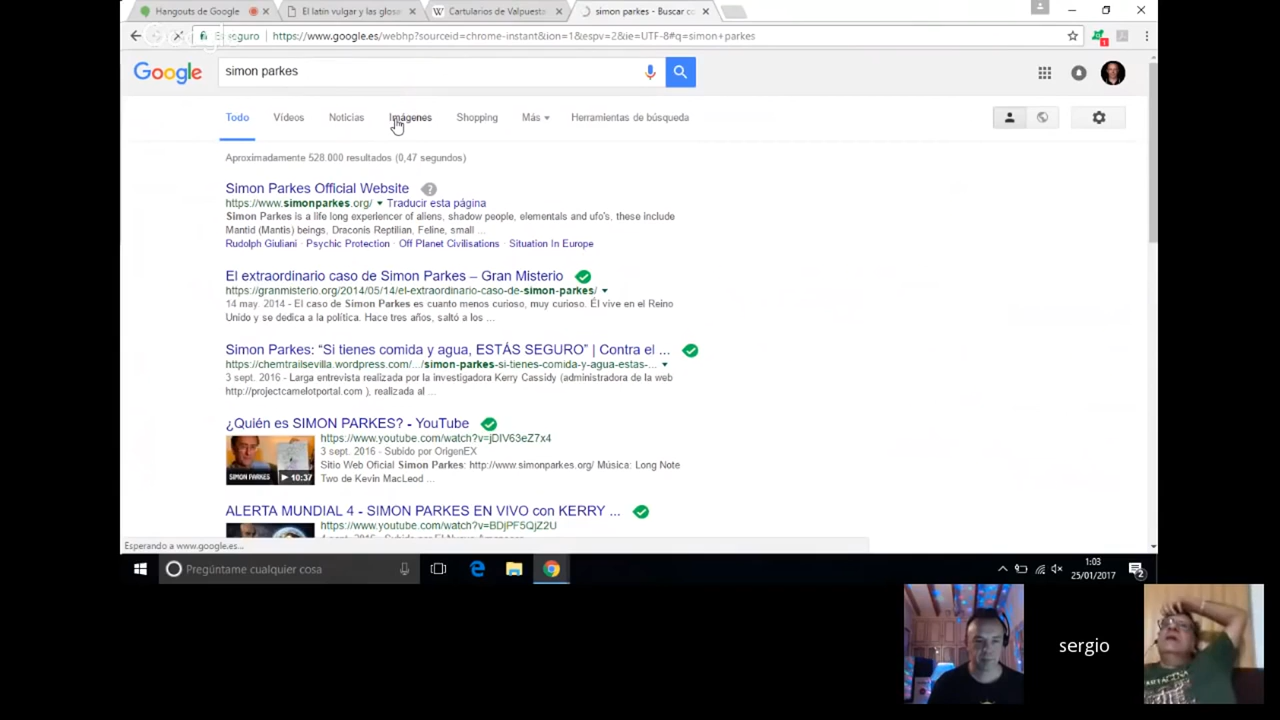 Hangouts de Google
El latín vulgar y las glosa
Cartularios de Valpuesta
simon parkes - Buscar co
Es seguro
https://www.google.es/webhp?sourceid=chrome-instant&ion=1&espv=2&ie=UTF-8#q=simon+parkes
1
Google
simon parkes
Todo Vídeos Noticias Imágenes Shopping Más Herramientas de búsqueda
Aproximadamente 528.000 resultados (0,47 segundos)
Simon Parkes Official Website
https://www.simonparkes.org/ Traducir esta página
Simon Parkes is a life long experiencer of aliens, shadow people, elementals and ufo's, these include
Mantid (Mantis) beings, Draconis Reptilian, Feline, small ...
Rudolph Giuliani · Psychic Protection · Off Planet Civilisations · Situation In Europe
El extraordinario caso de Simon Parkes – Gran Misterio
https://granmisterio.org/2014/05/14/el-extraordinario-caso-de-simon-parkes/
14 may. 2014 - El caso de Simon Parkes es cuanto menos curioso, muy curioso. Él vive en el Reino
Unido y se dedica a la política. Hace tres años, saltó a los ...
Simon Parkes: “Si tienes comida y agua, ESTÁS SEGURO” | Contra el ...
https://chemtrailsevilla.wordpress.com/.../simon-parkes-si-tienes-comida-y-agua-estas-...
3 sept. 2016 - Larga entrevista realizada por la investigadora Kerry Cassidy (administradora de la web
http://projectcamelotportal.com ), realizada al ...
¿Quién es SIMON PARKES? - YouTube
https://www.youtube.com/watch?v=jDIV63eZ7x4
3 sept. 2016 - Subido por OrigenEX
Sitio Web Oficial Simon Parkes: http://www.simonparkes.org/ Música: Long Note
Two de Kevin MacLeod ...
SIMON PARKES
10:37
ALERTA MUNDIAL 4 - SIMON PARKES EN VIVO con KERRY ...
https://www.youtube.com/watch?v=BDjPF5QjZ2U
Esperando a www.google.es...
Pregúntame cualquier cosa
1:03
25/01/2017
2
sergio